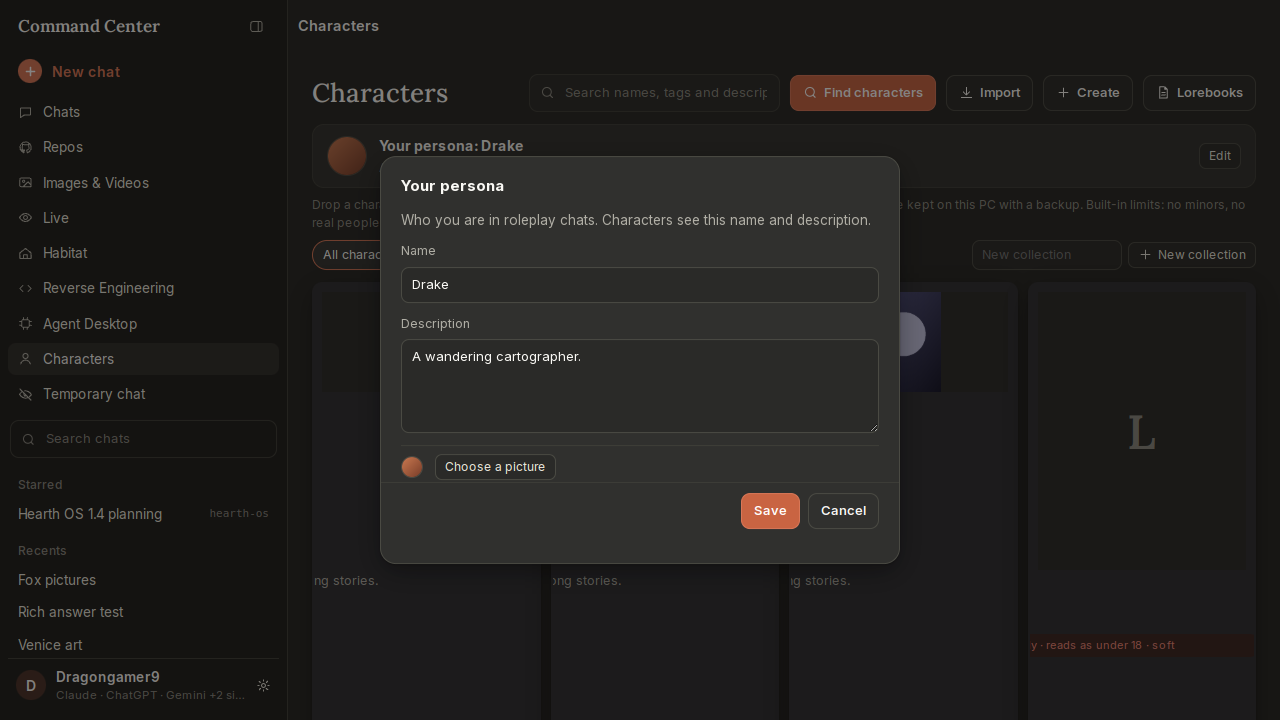 Command Center
New chat
Chats
Repos
Images & Videos
Live
Habitat
Reverse Engineering
Agent Desktop
Characters
Temporary chat
Search chats
Starred
Hearth OS 1.4 planning hearth-os
Recents
Fox pictures
Rich answer test
Venice art
D
Dragongamer9
Claude · ChatGPT · Gemini +2 si...
Characters
Characters
Search names, tags and descrip
Find characters
Import
Create
Lorebooks
Your persona: Drake
Edit
Drop a char
e kept on this PC with a backup. Built-in limits: no minors, no
real people
All charac
New collection
New collection
Your persona
Who you are in roleplay chats. Characters see this name and description.
Name
Drake
Description
A wandering cartographer.
Choose a picture
Save
Cancel
L
ng stories.
ong stories.
ng stories.
y · reads as under 18 · soft